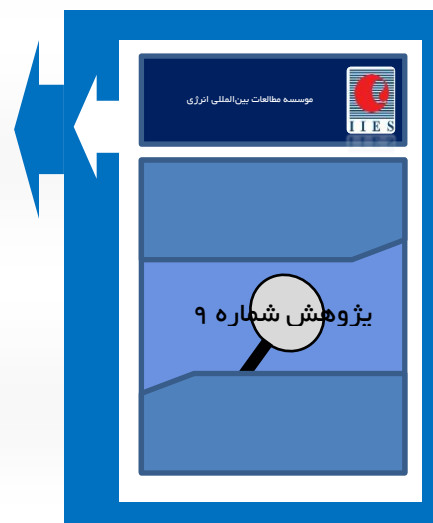 موسسه مطالعات بین‌المللی انرژی
IIES
پژوهش شماره ۹